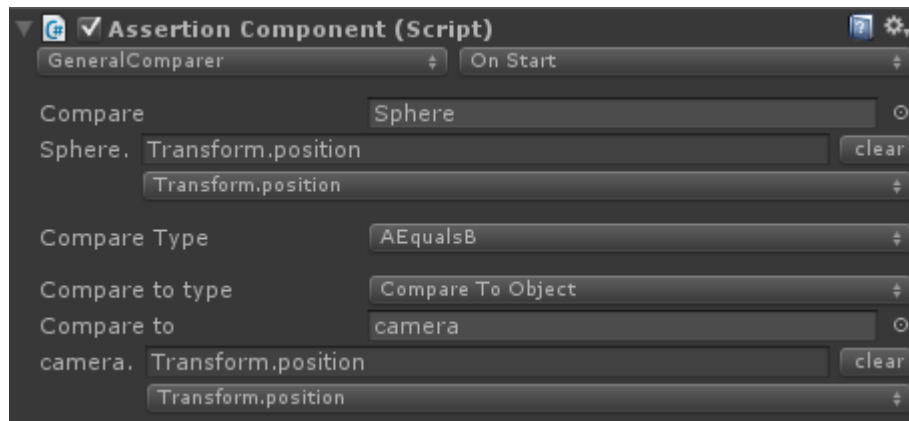 Assertion Component (Script)
GeneralComparer On Start
Compare Sphere
Sphere. Transform.position clear
Transform.position
Compare Type AEqualsB
Compare to type Compare To Object
Compare to camera
camera. Transform.position clear
Transform.position